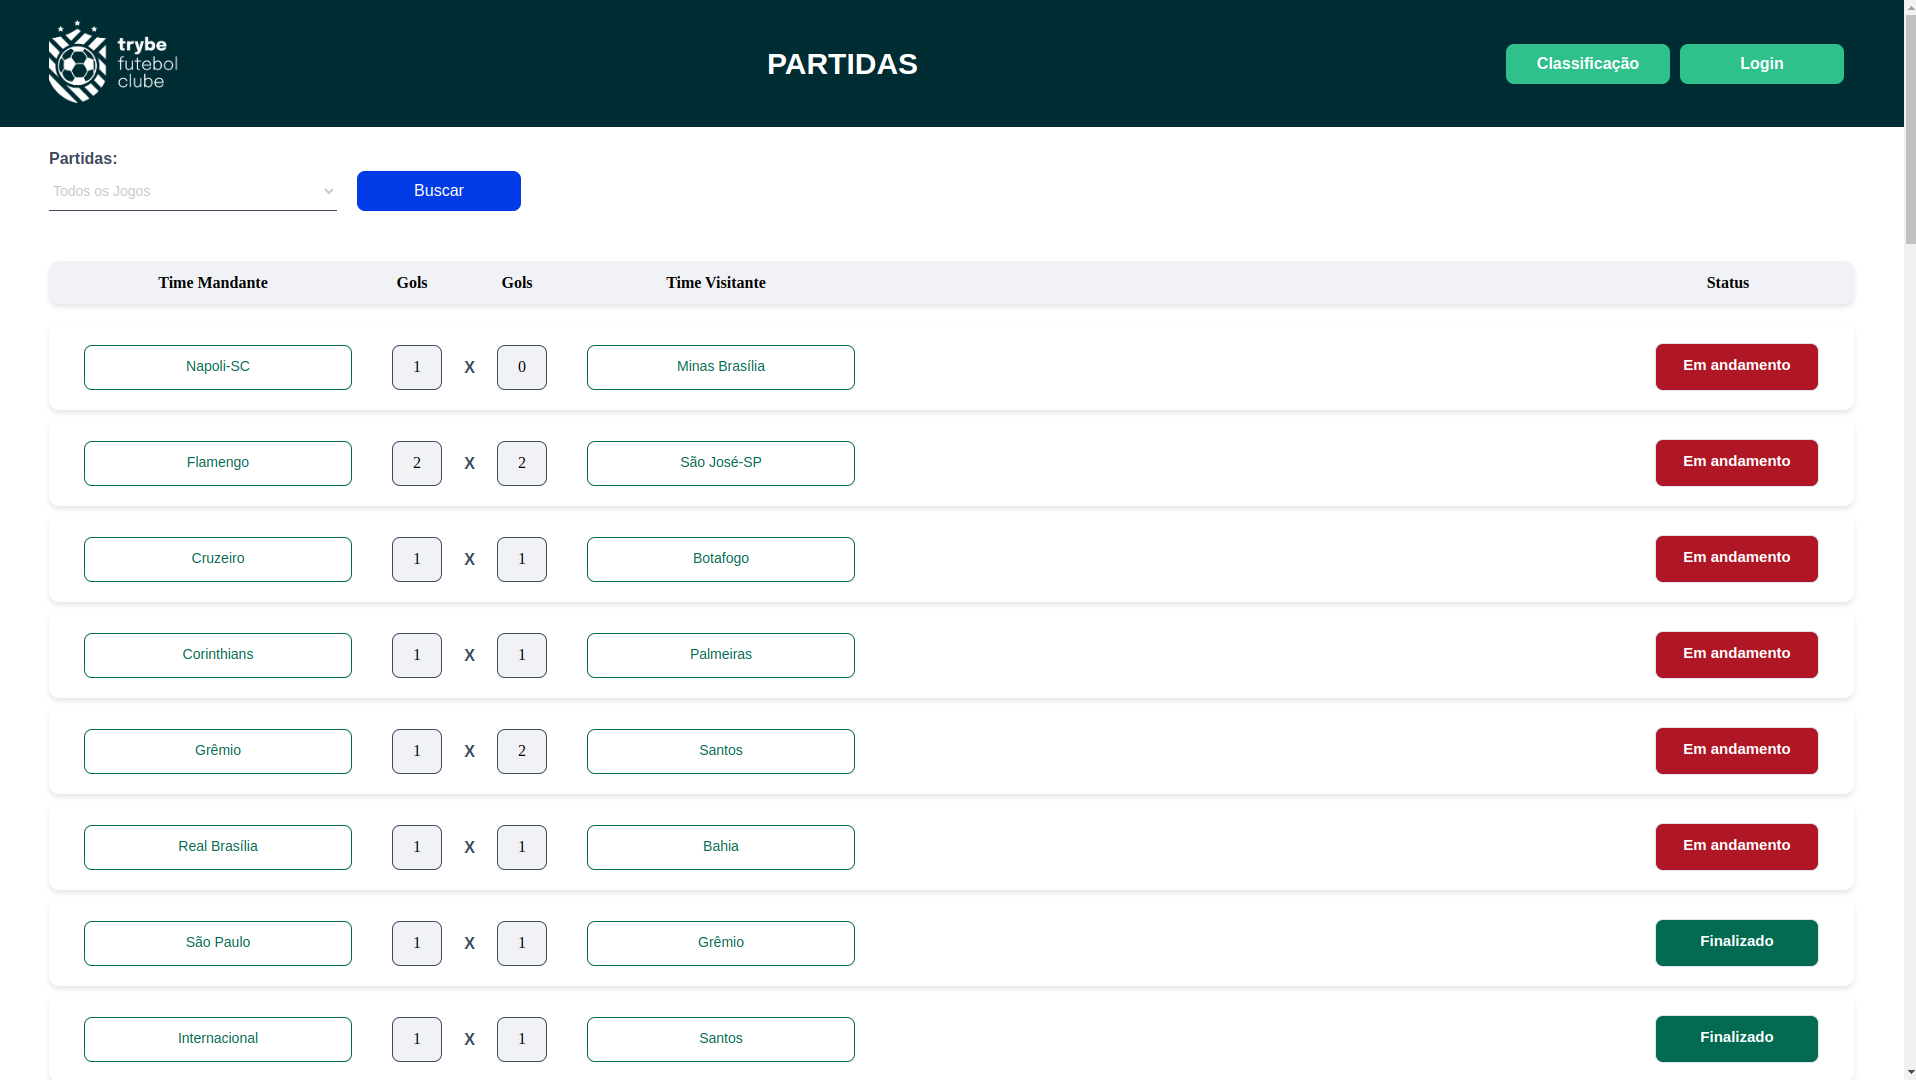 trybe
futebol
clube
PARTIDAS
Classificação
Login
Partidas:
Todos os Jogos
Buscar
Time Mandante Gols Gols Time Visitante Status
Napoli-SC 1 X 0 Minas Brasília Em andamento
Flamengo 2 X 2 São José-SP Em andamento
Cruzeiro 1 X 1 Botafogo Em andamento
Corinthians 1 X 1 Palmeiras Em andamento
Grêmio 1 X 2 Santos Em andamento
Real Brasília 1 X 1 Bahia Em andamento
São Paulo 1 X 1 Grêmio Finalizado
Internacional 1 X 1 Santos Finalizado